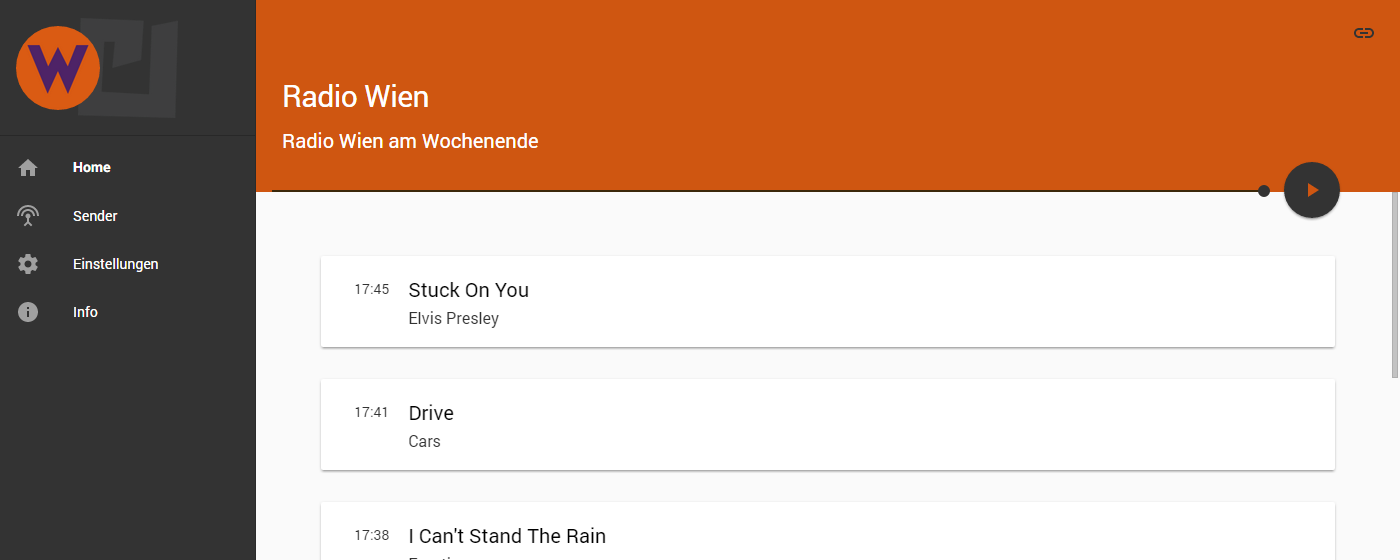 W
Home
Sender
Einstellungen
Info
Radio Wien
Radio Wien am Wochenende
17:45 Stuck On You
Elvis Presley
17:41 Drive
Cars
17:38 I Can't Stand The Rain